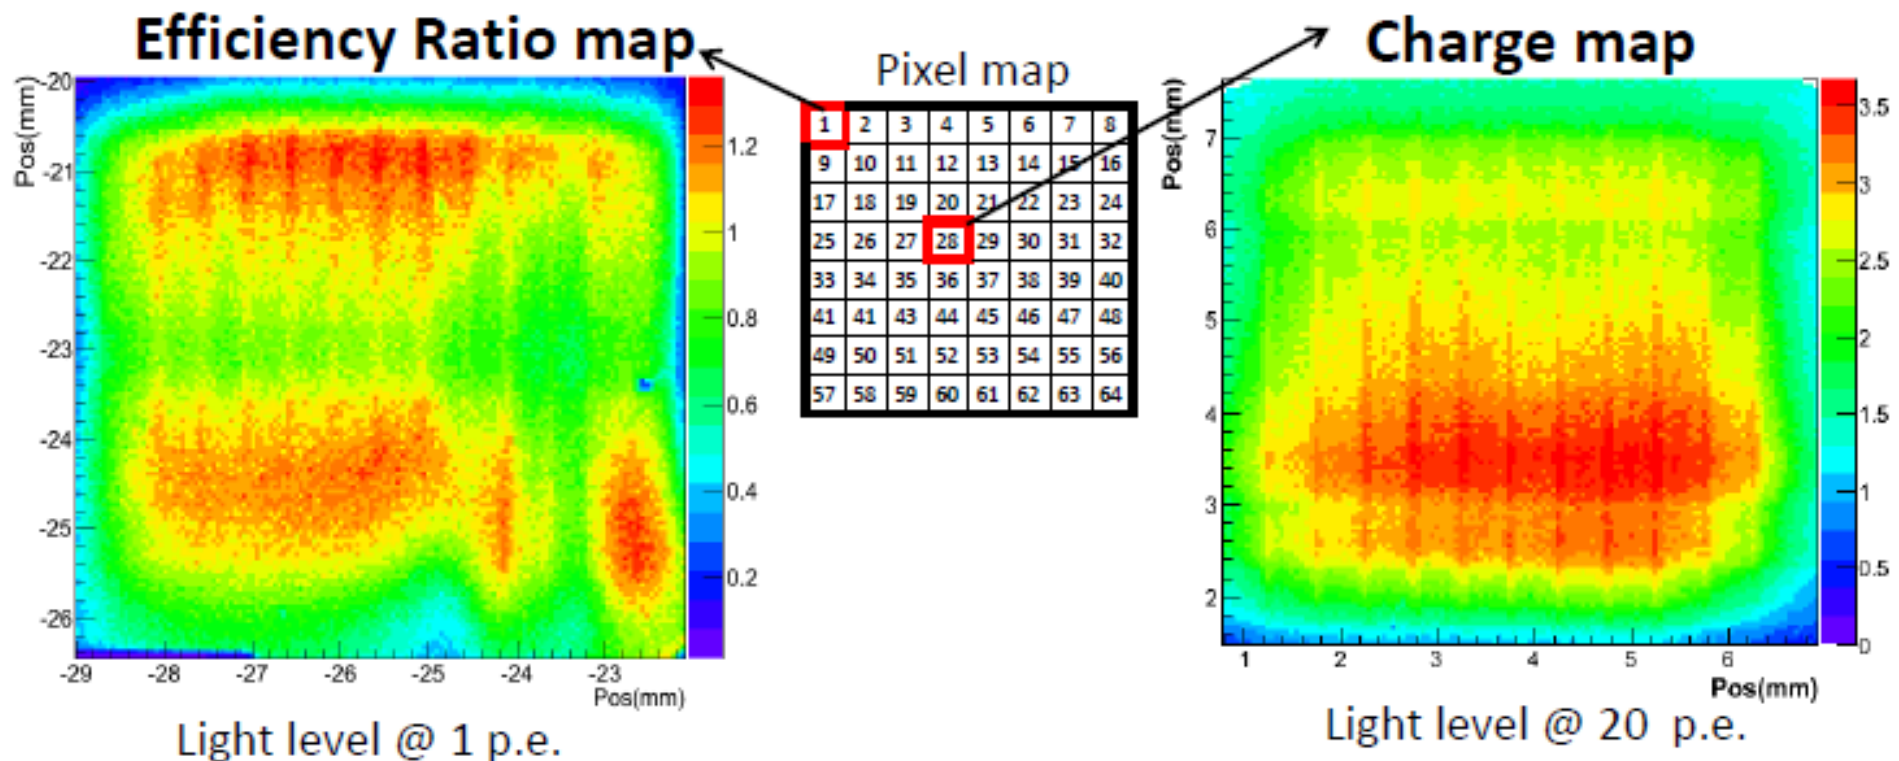 Efficiency Ratio map
Pos(mm)
-20
-21
-22
-23
-24
-25
-26
-29 -28 -27 -26 -25 -24 -23
Pos(mm)
1.2
1
0.8
0.6
0.4
0.2
Light level @ 1 p.e.
Pixel map
1 2 3 4 5 6 7 8
9 10 11 12 13 14 15 16
17 18 19 20 21 22 23 24
25 26 27 28 29 30 31 32
33 34 35 36 37 38 39 40
41 41 43 44 45 46 47 48
49 50 51 52 53 54 55 56
57 58 59 60 61 62 63 64
Charge map
Pos(mm)
7
6
5
4
3
2
1 2 3 4 5 6
Pos(mm)
3.5
3
2.5
2
1.5
1
0.5
0
Light level @ 20 p.e.